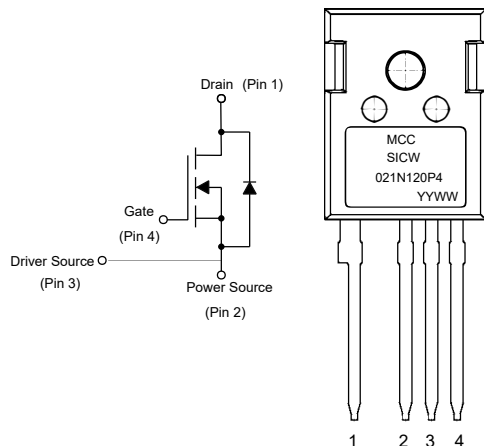 Drain (Pin 1)
Gate
(Pin 4)
Driver Source
(Pin 3)
Power Source
(Pin 2)
MCC
SICW
021N120P4
YYWW
1 2 3 4